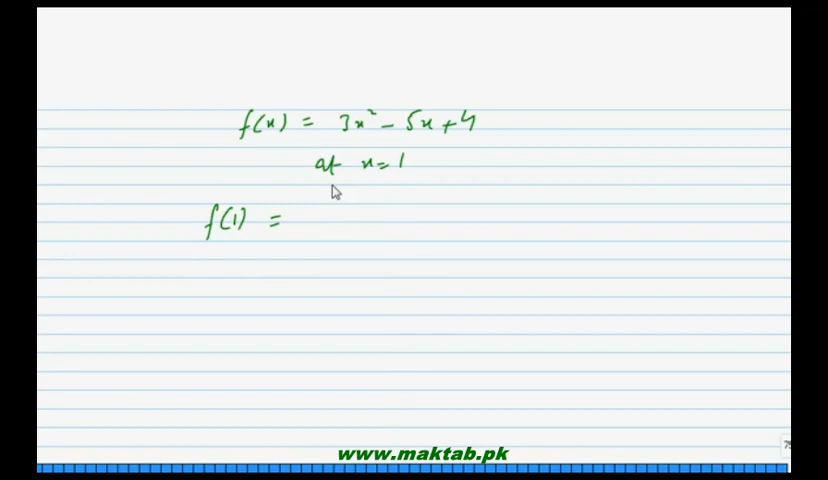 f(x) = 3x² - 5x + 4
at x = 1
f(1) =
www.maktab.pk